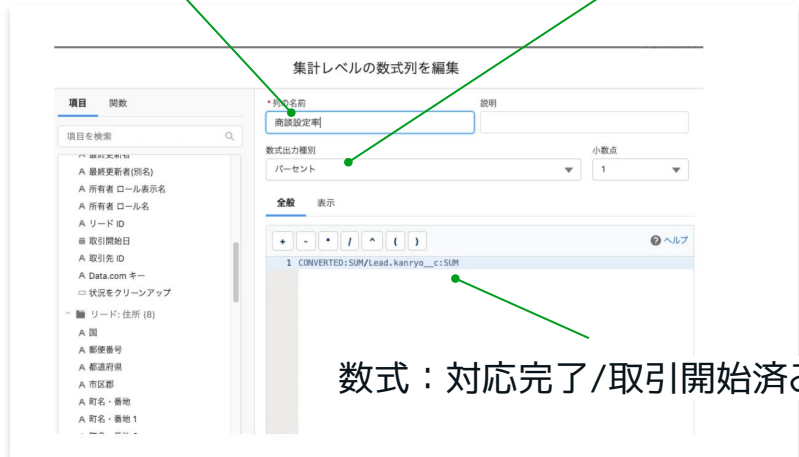 集計レベルの数式列を編集
項目 関数
項目を検索
A 最終更新者
A 最終更新者(別名)
A 所有者 ロール表示名
A 所有者 ロール名
A リード ID
取引開始日
A 取引先 ID
A Data.com キー
状況をクリーンアップ
リード: 住所 (8)
A 国
A 郵便番号
A 都道府県
A 市区郡
A 町名・番地
A 町名・番地 1
*列の名前
商談設定率
説明
数式出力種別
パーセント
小数点
1
全般 表示
+ - * / ^ ( )
ヘルプ
1 CONVERTED:SUM/Lead.kanryo__c:SUM
数式：対応完了/取引開始済